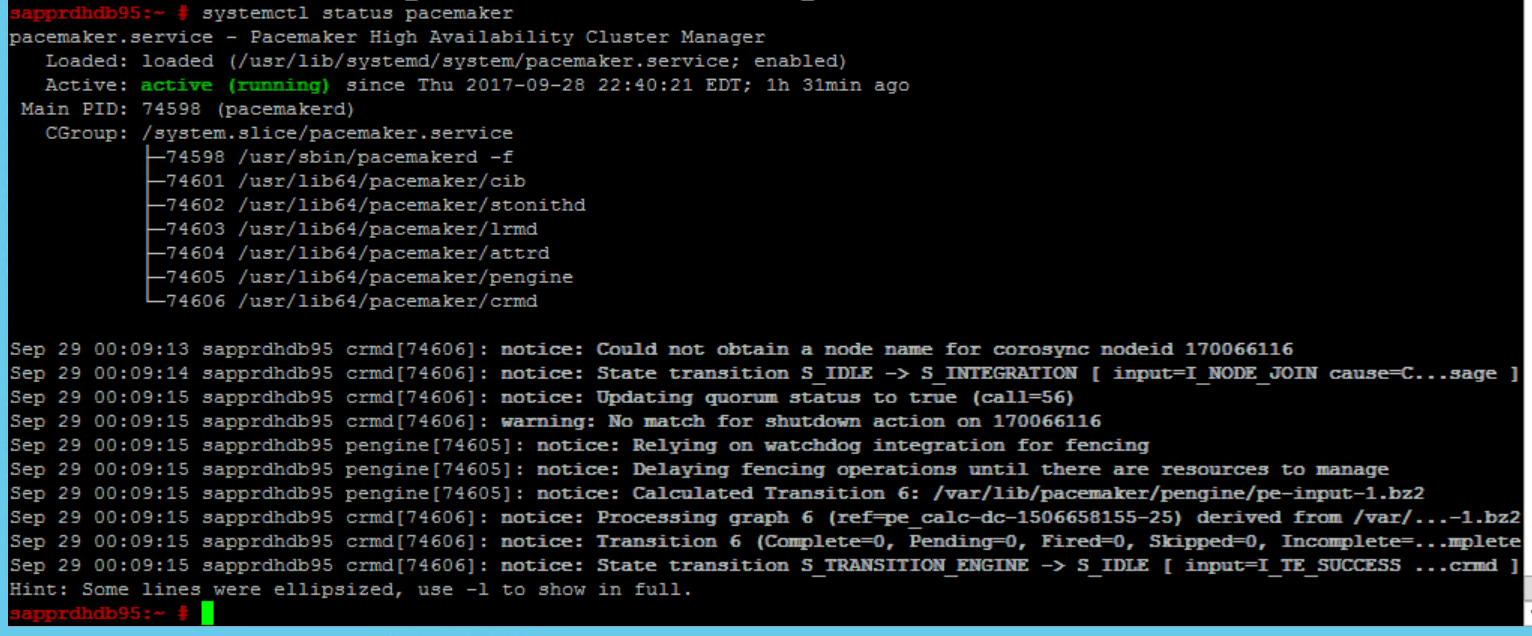 sapprdhdb95:~ # systemctl status pacemaker
pacemaker.service - Pacemaker High Availability Cluster Manager
   Loaded: loaded (/usr/lib/systemd/system/pacemaker.service; enabled)
   Active: active (running) since Thu 2017-09-28 22:40:21 EDT; 1h 31min ago
 Main PID: 74598 (pacemakerd)
   CGroup: /system.slice/pacemaker.service
           ├─74598 /usr/sbin/pacemakerd -f
           ├─74601 /usr/lib64/pacemaker/cib
           ├─74602 /usr/lib64/pacemaker/stonithd
           ├─74603 /usr/lib64/pacemaker/lrmd
           ├─74604 /usr/lib64/pacemaker/attrd
           ├─74605 /usr/lib64/pacemaker/pengine
           └─74606 /usr/lib64/pacemaker/crmd

Sep 29 00:09:13 sapprdhdb95 crmd[74606]: notice: Could not obtain a node name for corosync nodeid 170066116
Sep 29 00:09:14 sapprdhdb95 crmd[74606]: notice: State transition S_IDLE -> S_INTEGRATION [ input=I_NODE_JOIN cause=C...sage ]
Sep 29 00:09:15 sapprdhdb95 crmd[74606]: notice: Updating quorum status to true (call=56)
Sep 29 00:09:15 sapprdhdb95 crmd[74606]: warning: No match for shutdown action on 170066116
Sep 29 00:09:15 sapprdhdb95 pengine[74605]: notice: Relying on watchdog integration for fencing
Sep 29 00:09:15 sapprdhdb95 pengine[74605]: notice: Delaying fencing operations until there are resources to manage
Sep 29 00:09:15 sapprdhdb95 pengine[74605]: notice: Calculated Transition 6: /var/lib/pacemaker/pengine/pe-input-1.bz2
Sep 29 00:09:15 sapprdhdb95 crmd[74606]: notice: Processing graph 6 (ref=pe_calc-dc-1506658155-25) derived from /var/...-1.bz2
Sep 29 00:09:15 sapprdhdb95 crmd[74606]: notice: Transition 6 (Complete=0, Pending=0, Fired=0, Skipped=0, Incomplete=...mplete
Sep 29 00:09:15 sapprdhdb95 crmd[74606]: notice: State transition S_TRANSITION_ENGINE -> S_IDLE [ input=I_TE_SUCCESS ...crmd ]
Hint: Some lines were ellipsized, use -l to show in full.
sapprdhdb95:~ #